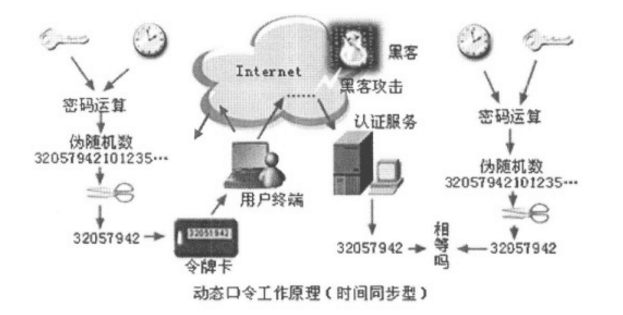 Internet
......
黑客
黑客攻击
密码运算
伪随机数
32057942101235...
32057942
32051942
令牌卡
用户终端
认证服务
32057942
相等吗
密码运算
伪随机数
32057942101235...
32057942
动态口令工作原理(时间同步型)